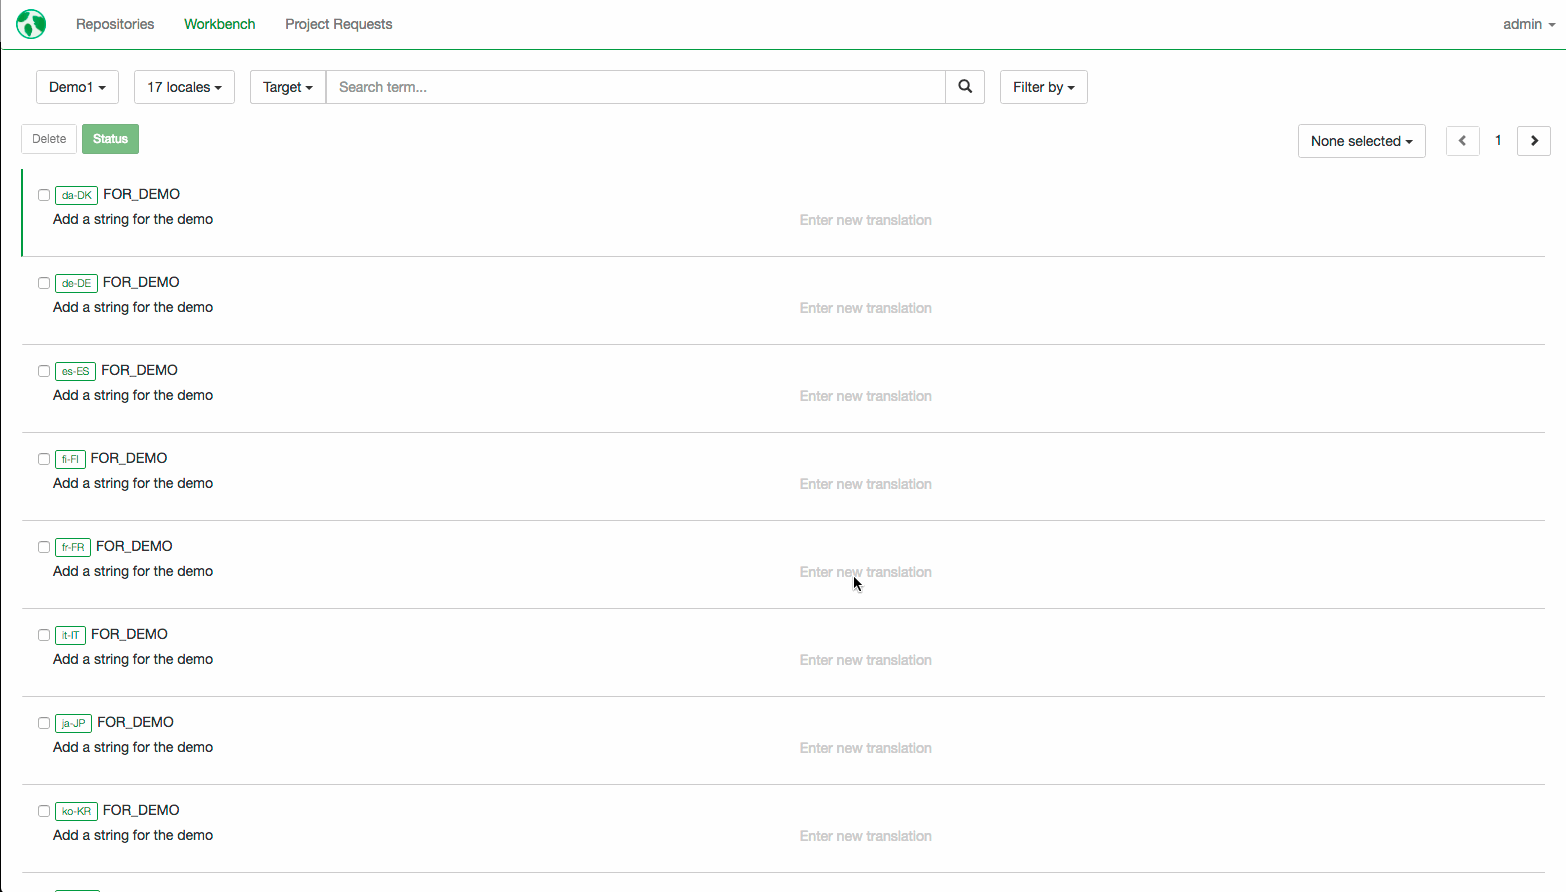 Repositories Workbench Project Requests admin
Demo1 17 locales Target Search term... Filter by
Delete Status None selected 1
da-DK FOR_DEMO
Add a string for the demo Enter new translation
de-DE FOR_DEMO
Add a string for the demo Enter new translation
es-ES FOR_DEMO
Add a string for the demo Enter new translation
fi-FI FOR_DEMO
Add a string for the demo Enter new translation
fr-FR FOR_DEMO
Add a string for the demo Enter new translation
it-IT FOR_DEMO
Add a string for the demo Enter new translation
ja-JP FOR_DEMO
Add a string for the demo Enter new translation
ko-KR FOR_DEMO
Add a string for the demo Enter new translation